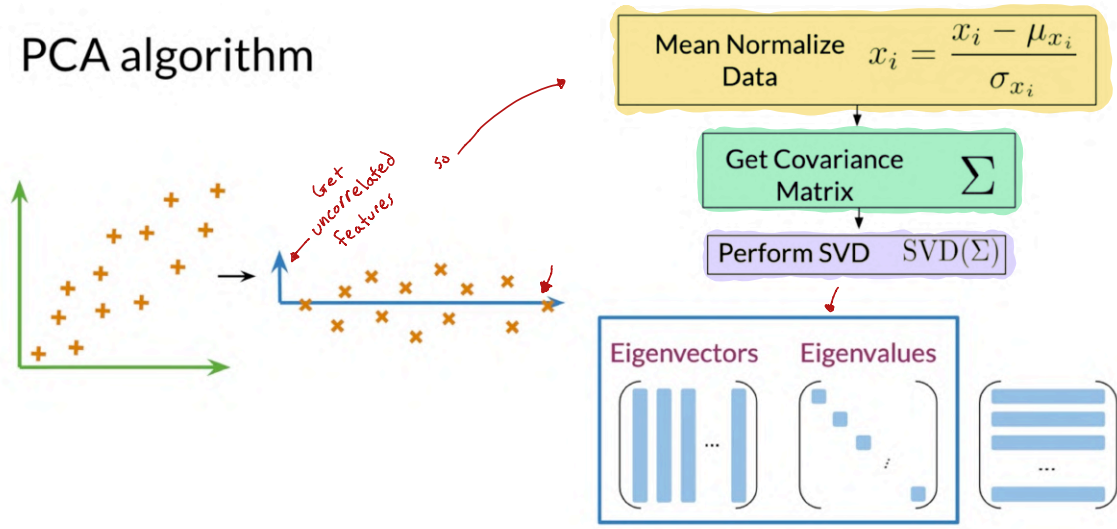 PCA algorithm
Mean Normalize
Data
x_i = \frac{x_i - μ_{x_i}}{σ_{x_i}}
Get Covariance
Matrix
Σ
Perform SVD SVD(Σ)
Get
uncorrelated
features
so
Eigenvectors Eigenvalues
...
...
...